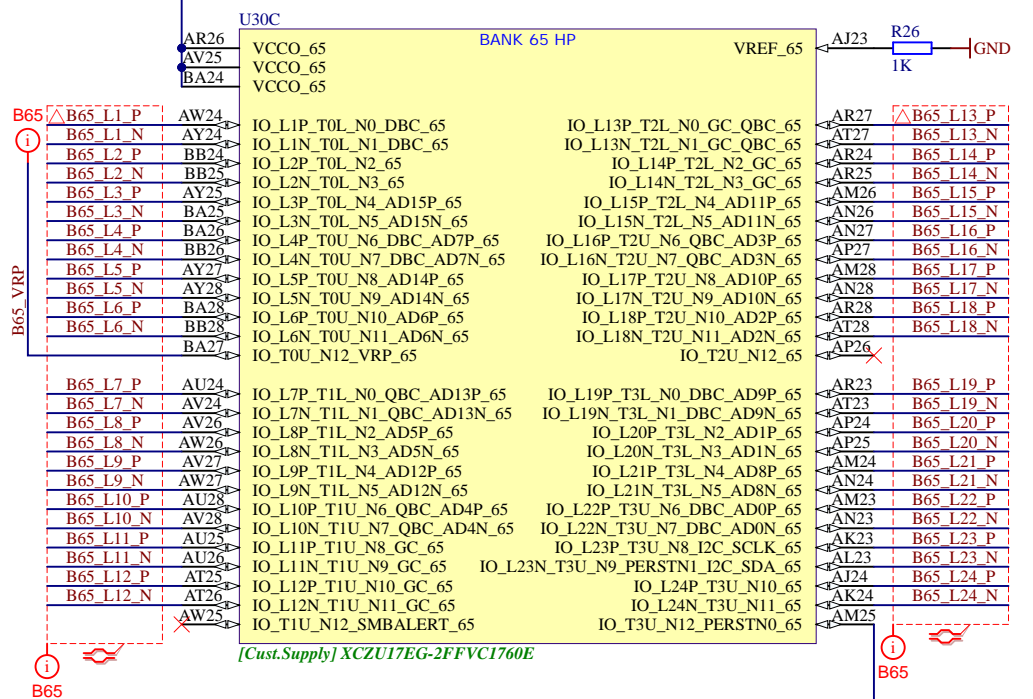 U30C
BANK 65 HP
AR26 VCCO_65
AV25 VCCO_65
BA24 VCCO_65
VREF_65 AJ23 R26 1K GND
B65
B65_VRP
B65_L1_P AW24 IO_L1P_T0L_N0_DBC_65
B65_L1_N AY24 IO_L1N_T0L_N1_DBC_65
B65_L2_P BB24 IO_L2P_T0L_N2_65
B65_L2_N BB25 IO_L2N_T0L_N3_65
B65_L3_P AY25 IO_L3P_T0L_N4_AD15P_65
B65_L3_N BA25 IO_L3N_T0L_N5_AD15N_65
B65_L4_P BA26 IO_L4P_T0U_N6_DBC_AD7P_65
B65_L4_N BB26 IO_L4N_T0U_N7_DBC_AD7N_65
B65_L5_P AY27 IO_L5P_T0U_N8_AD14P_65
B65_L5_N AY28 IO_L5N_T0U_N9_AD14N_65
B65_L6_P BA28 IO_L6P_T0U_N10_AD6P_65
B65_L6_N BB28 IO_L6N_T0U_N11_AD6N_65
BA27 IO_T0U_N12_VRP_65
B65_L7_P AU24 IO_L7P_T1L_N0_QBC_AD13P_65
B65_L7_N AV24 IO_L7N_T1L_N1_QBC_AD13N_65
B65_L8_P AV26 IO_L8P_T1L_N2_AD5P_65
B65_L8_N AW26 IO_L8N_T1L_N3_AD5N_65
B65_L9_P AV27 IO_L9P_T1L_N4_AD12P_65
B65_L9_N AW27 IO_L9N_T1L_N5_AD12N_65
B65_L10_P AU28 IO_L10P_T1U_N6_QBC_AD4P_65
B65_L10_N AV28 IO_L10N_T1U_N7_QBC_AD4N_65
B65_L11_P AU25 IO_L11P_T1U_N8_GC_65
B65_L11_N AU26 IO_L11N_T1U_N9_GC_65
B65_L12_P AT25 IO_L12P_T1U_N10_GC_65
B65_L12_N AT26 IO_L12N_T1U_N11_GC_65
AW25 IO_T1U_N12_SMBALERT_65
IO_L13P_T2L_N0_GC_QBC_65 AR27 B65_L13_P
IO_L13N_T2L_N1_GC_QBC_65 AT27 B65_L13_N
IO_L14P_T2L_N2_GC_65 AR24 B65_L14_P
IO_L14N_T2L_N3_GC_65 AR25 B65_L14_N
IO_L15P_T2L_N4_AD11P_65 AM26 B65_L15_P
IO_L15N_T2L_N5_AD11N_65 AN26 B65_L15_N
IO_L16P_T2U_N6_QBC_AD3P_65 AN27 B65_L16_P
IO_L16N_T2U_N7_QBC_AD3N_65 AP27 B65_L16_N
IO_L17P_T2U_N8_AD10P_65 AM28 B65_L17_P
IO_L17N_T2U_N9_AD10N_65 AN28 B65_L17_N
IO_L18P_T2U_N10_AD2P_65 AR28 B65_L18_P
IO_L18N_T2U_N11_AD2N_65 AT28 B65_L18_N
IO_T2U_N12_65 AP26
IO_L19P_T3L_N0_DBC_AD9P_65 AR23 B65_L19_P
IO_L19N_T3L_N1_DBC_AD9N_65 AT23 B65_L19_N
IO_L20P_T3L_N2_AD1P_65 AP24 B65_L20_P
IO_L20N_T3L_N3_AD1N_65 AP25 B65_L20_N
IO_L21P_T3L_N4_AD8P_65 AM24 B65_L21_P
IO_L21N_T3L_N5_AD8N_65 AN24 B65_L21_N
IO_L22P_T3U_N6_DBC_AD0P_65 AM23 B65_L22_P
IO_L22N_T3U_N7_DBC_AD0N_65 AN23 B65_L22_N
IO_L23P_T3U_N8_I2C_SCLK_65 AK23 B65_L23_P
IO_L23N_T3U_N9_PERSTN1_I2C_SDA_65 AL23 B65_L23_N
IO_L24P_T3U_N10_65 AJ24 B65_L24_P
IO_L24N_T3U_N11_65 AK24 B65_L24_N
IO_T3U_N12_PERSTN0_65 AM25
[Cust.Supply] XCZU17EG-2FFVC1760E
i
i
B65
i
B65